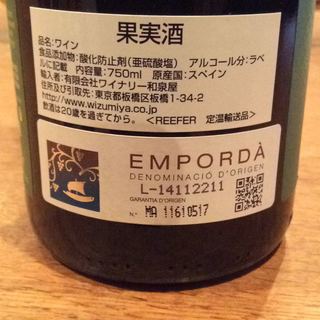 果実酒
品名:ワイン
食品添加物:酸化防止剤(亜硫酸塩) アルコール分:ラベ
ルに記載 内容量:750ml 原産国:スペイン
輸入者:有限会社ワイナリー和泉屋
住所及び引取先:東京都板橋区板橋1-34-2
http://www.wizumiya.co.jp
飲酒は20歳を過ぎてから。 <REEFER 定温輸送品>
EMPORDÀ
DENOMINACIÓ D'ORIGEN
L-14112211
GARANTIA D'ORIGEN
N.º MA 11610517